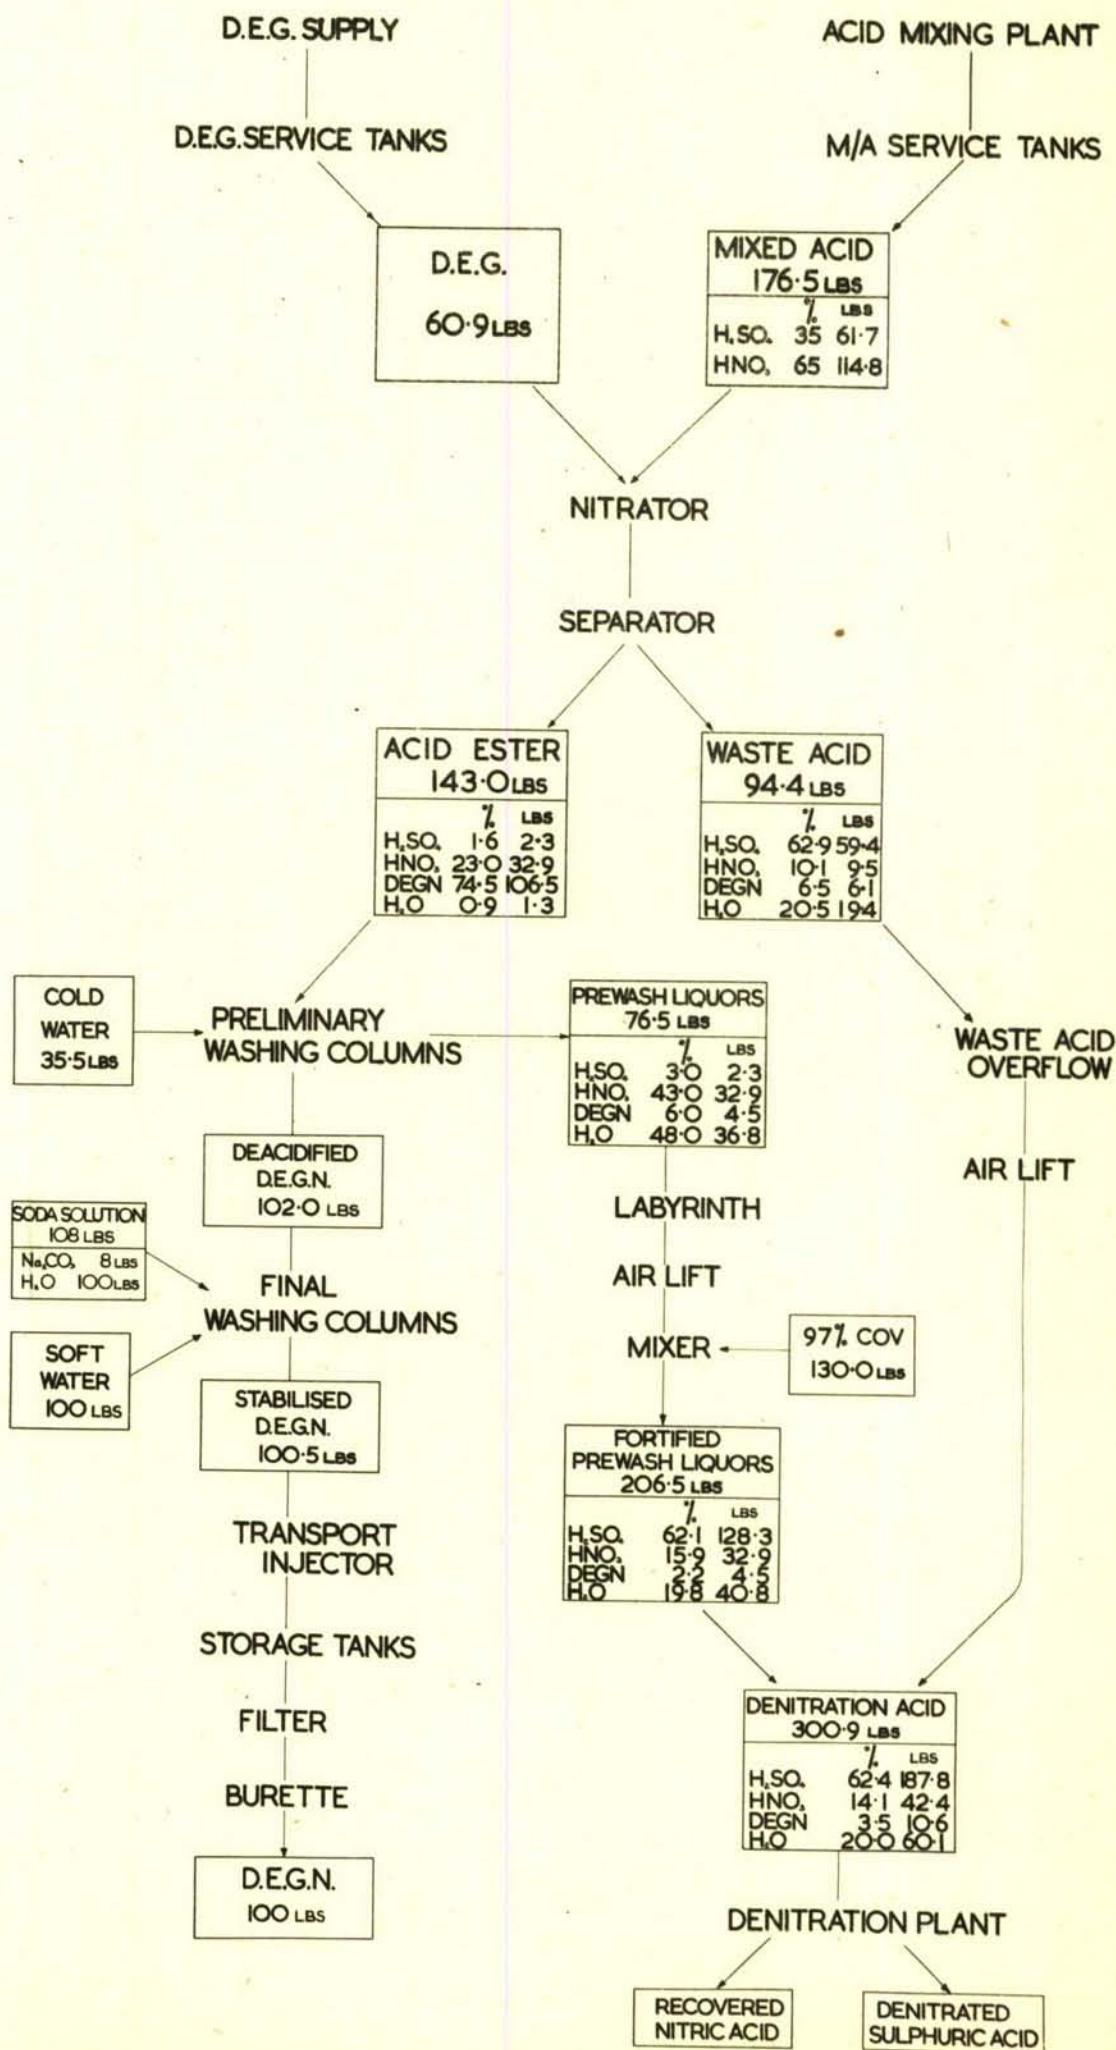 D.E.G. SUPPLY
ACID MIXING PLANT
D.E.G. SERVICE TANKS
M/A SERVICE TANKS
D.E.G.
60·9 LBS
MIXED ACID
176·5 LBS
% LBS
H₂SO₄ 35 61·7
HNO₃ 65 114·8
NITRATOR
SEPARATOR
ACID ESTER
143·0 LBS
% LBS
H₂SO₄ 1·6 2·3
HNO₃ 23·0 32·9
DEGN 74·5 106·5
H₂O 0·9 1·3
WASTE ACID
94·4 LBS
% LBS
H₂SO₄ 62·9 59·4
HNO₃ 10·1 9·5
DEGN 6·5 6·1
H₂O 20·5 19·4
COLD
WATER
35·5 LBS
PRELIMINARY
WASHING COLUMNS
PREWASH LIQUORS
76·5 LBS
% LBS
H₂SO₄ 3·0 2·3
HNO₃ 43·0 32·9
DEGN 6·0 4·5
H₂O 48·0 36·8
WASTE ACID
OVERFLOW
DEACIDIFIED
D.E.G.N.
102·0 LBS
LABYRINTH
AIR LIFT
SODA SOLUTION
108 LBS
Na₂CO₃ 8 LBS
H₂O 100 LBS
FINAL
WASHING COLUMNS
AIR LIFT
SOFT
WATER
100 LBS
MIXER
97% COV
130·0 LBS
STABILISED
D.E.G.N.
100·5 LBS
FORTIFIED
PREWASH LIQUORS
206·5 LBS
% LBS
H₂SO₄ 62·1 128·3
HNO₃ 15·9 32·9
DEGN 2·2 4·5
H₂O 19·8 40·8
TRANSPORT
INJECTOR
STORAGE TANKS
FILTER
BURETTE
D.E.G.N.
100 LBS
DENITRATION ACID
300·9 LBS
% LBS
H₂SO₄ 62·4 187·8
HNO₃ 14·1 42·4
DEGN 3·5 10·6
H₂O 20·0 60·1
DENITRATION PLANT
RECOVERED
NITRIC ACID
DENITRATED
SULPHURIC ACID